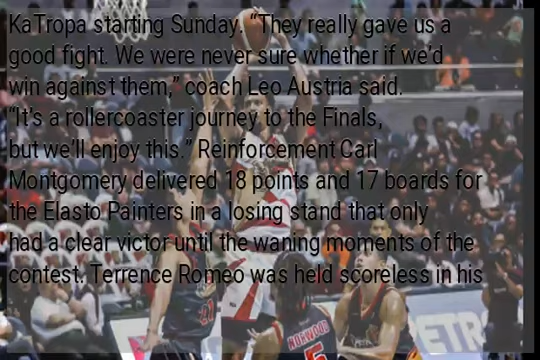 KaTropa starting Sunday. “They really gave us a
good fight. We were never sure whether if we’d
win against them,” coach Leo Austria said.
“It’s a rollercoaster journey to the Finals,
but we’ll enjoy this.” Reinforcement Carl
Montgomery delivered 18 points and 17 boards for
the Elasto Painters in a losing stand that only
had a clear victor until the waning moments of the
contest. Terrence Romeo was held scoreless in his
NORWOOD
5
ETR